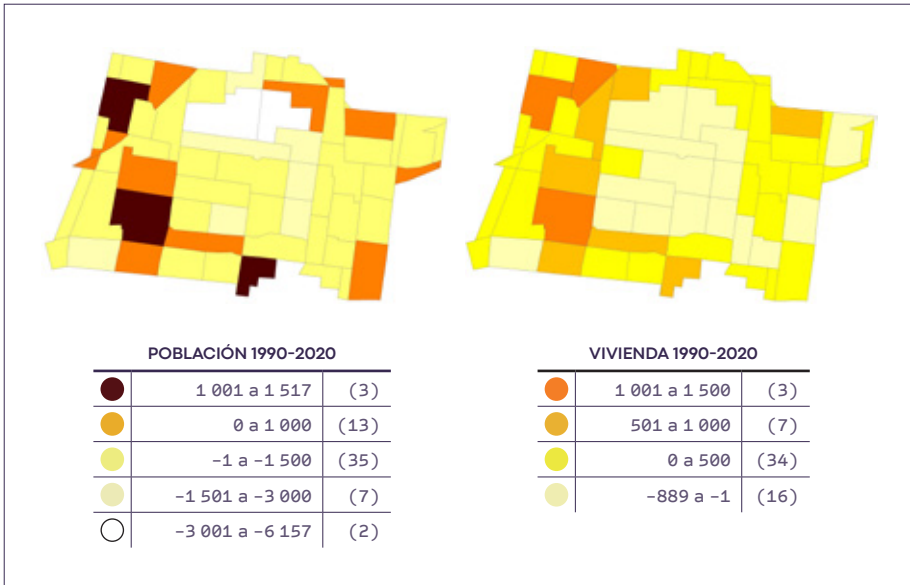 POBLACIÓN 1990-2020
1 001 a 1 517 (3)
0 a 1 000 (13)
-1 a -1 500 (35)
-1 501 a -3 000 (7)
-3 001 a -6 157 (2)
VIVIENDA 1990-2020
1 001 a 1 500 (3)
501 a 1 000 (7)
0 a 500 (34)
-889 a -1 (16)